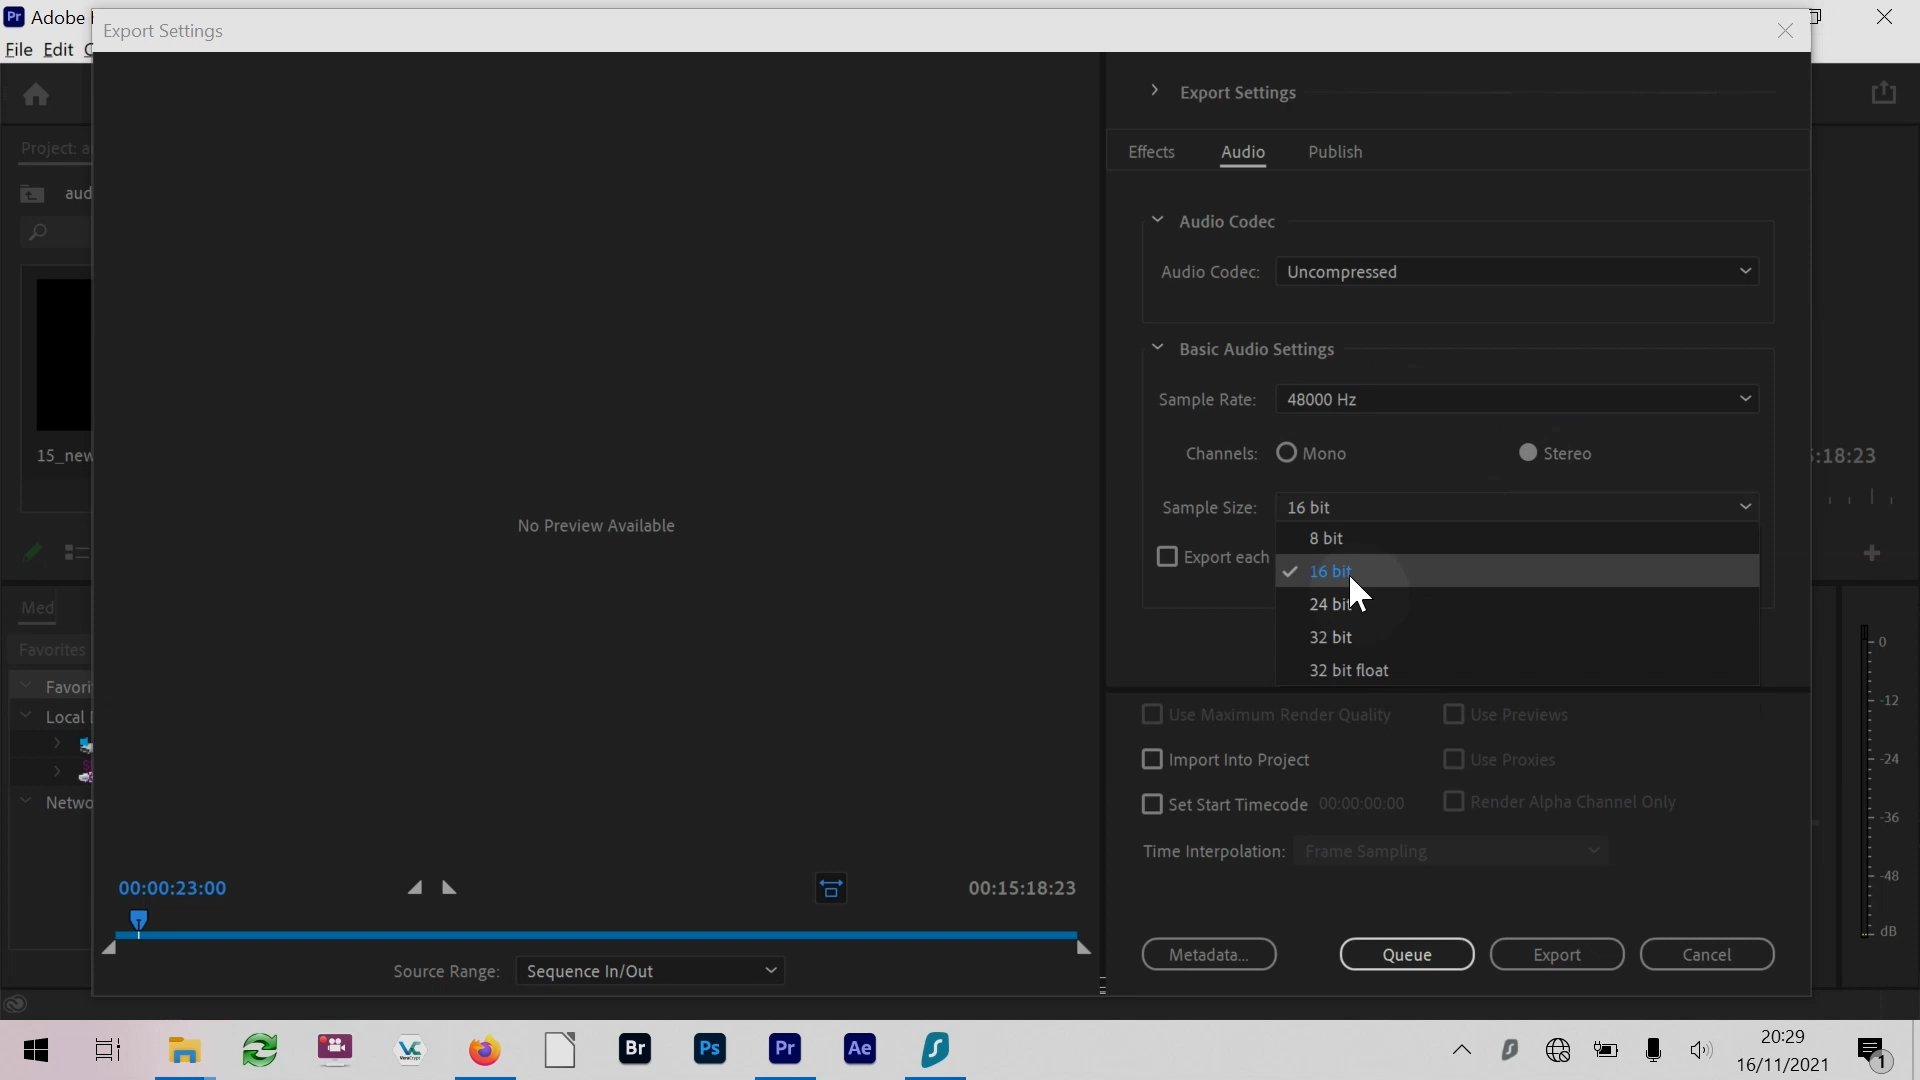 Pr Adobe
Export Settings
File Edit
Export Settings
Project: a
Effects Audio Publish
aud
Audio Codec
Audio Codec: Uncompressed
Basic Audio Settings
Sample Rate: 48000 Hz
Channels: Mono Stereo
15_new
:18:23
Sample Size: 16 bit
No Preview Available
8 bit
Export each
16 bit
24 bit
32 bit
32 bit float
Med
Favorites
Favori
Local
Netwo
0
-12
-24
-36
-48
dB
Use Maximum Render Quality Use Previews
Import Into Project Use Proxies
Set Start Timecode 00:00:00:00 Render Alpha Channel Only
Time Interpolation: Frame Sampling
00:00:23:00 00:15:18:23
Metadata... Queue Export Cancel
Source Range: Sequence In/Out
VC Br Ps Pr Ae
20:29
16/11/2021
1